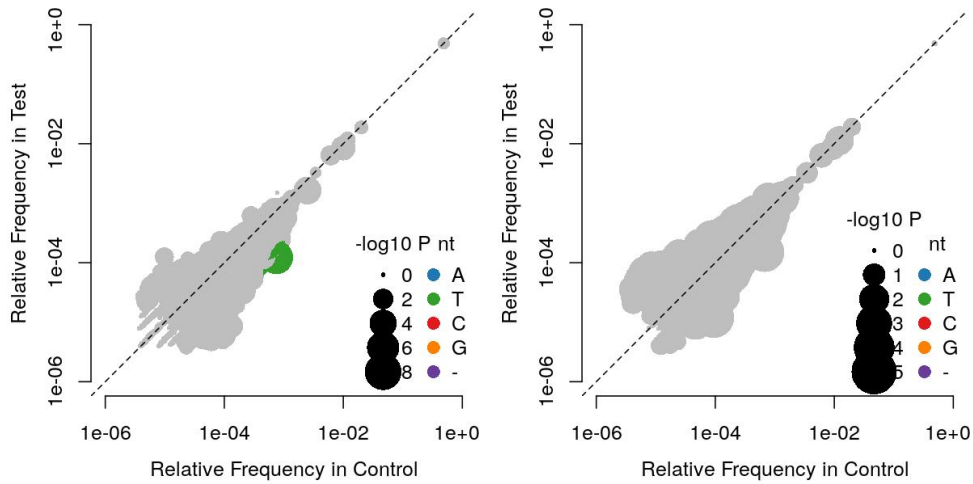 Relative Frequency in Test
1e+0
1e-02
1e-04
1e-06
1e-06 1e-04 1e-02 1e+0
Relative Frequency in Control
-log10 P nt
0 A
2 T
4 C
6 G
8 -
Relative Frequency in Test
1e+0
1e-02
1e-04
1e-06
1e-06 1e-04 1e-02 1e+0
Relative Frequency in Control
-log10 P
nt
0
1 A
2 T
3 C
4 G
5 -